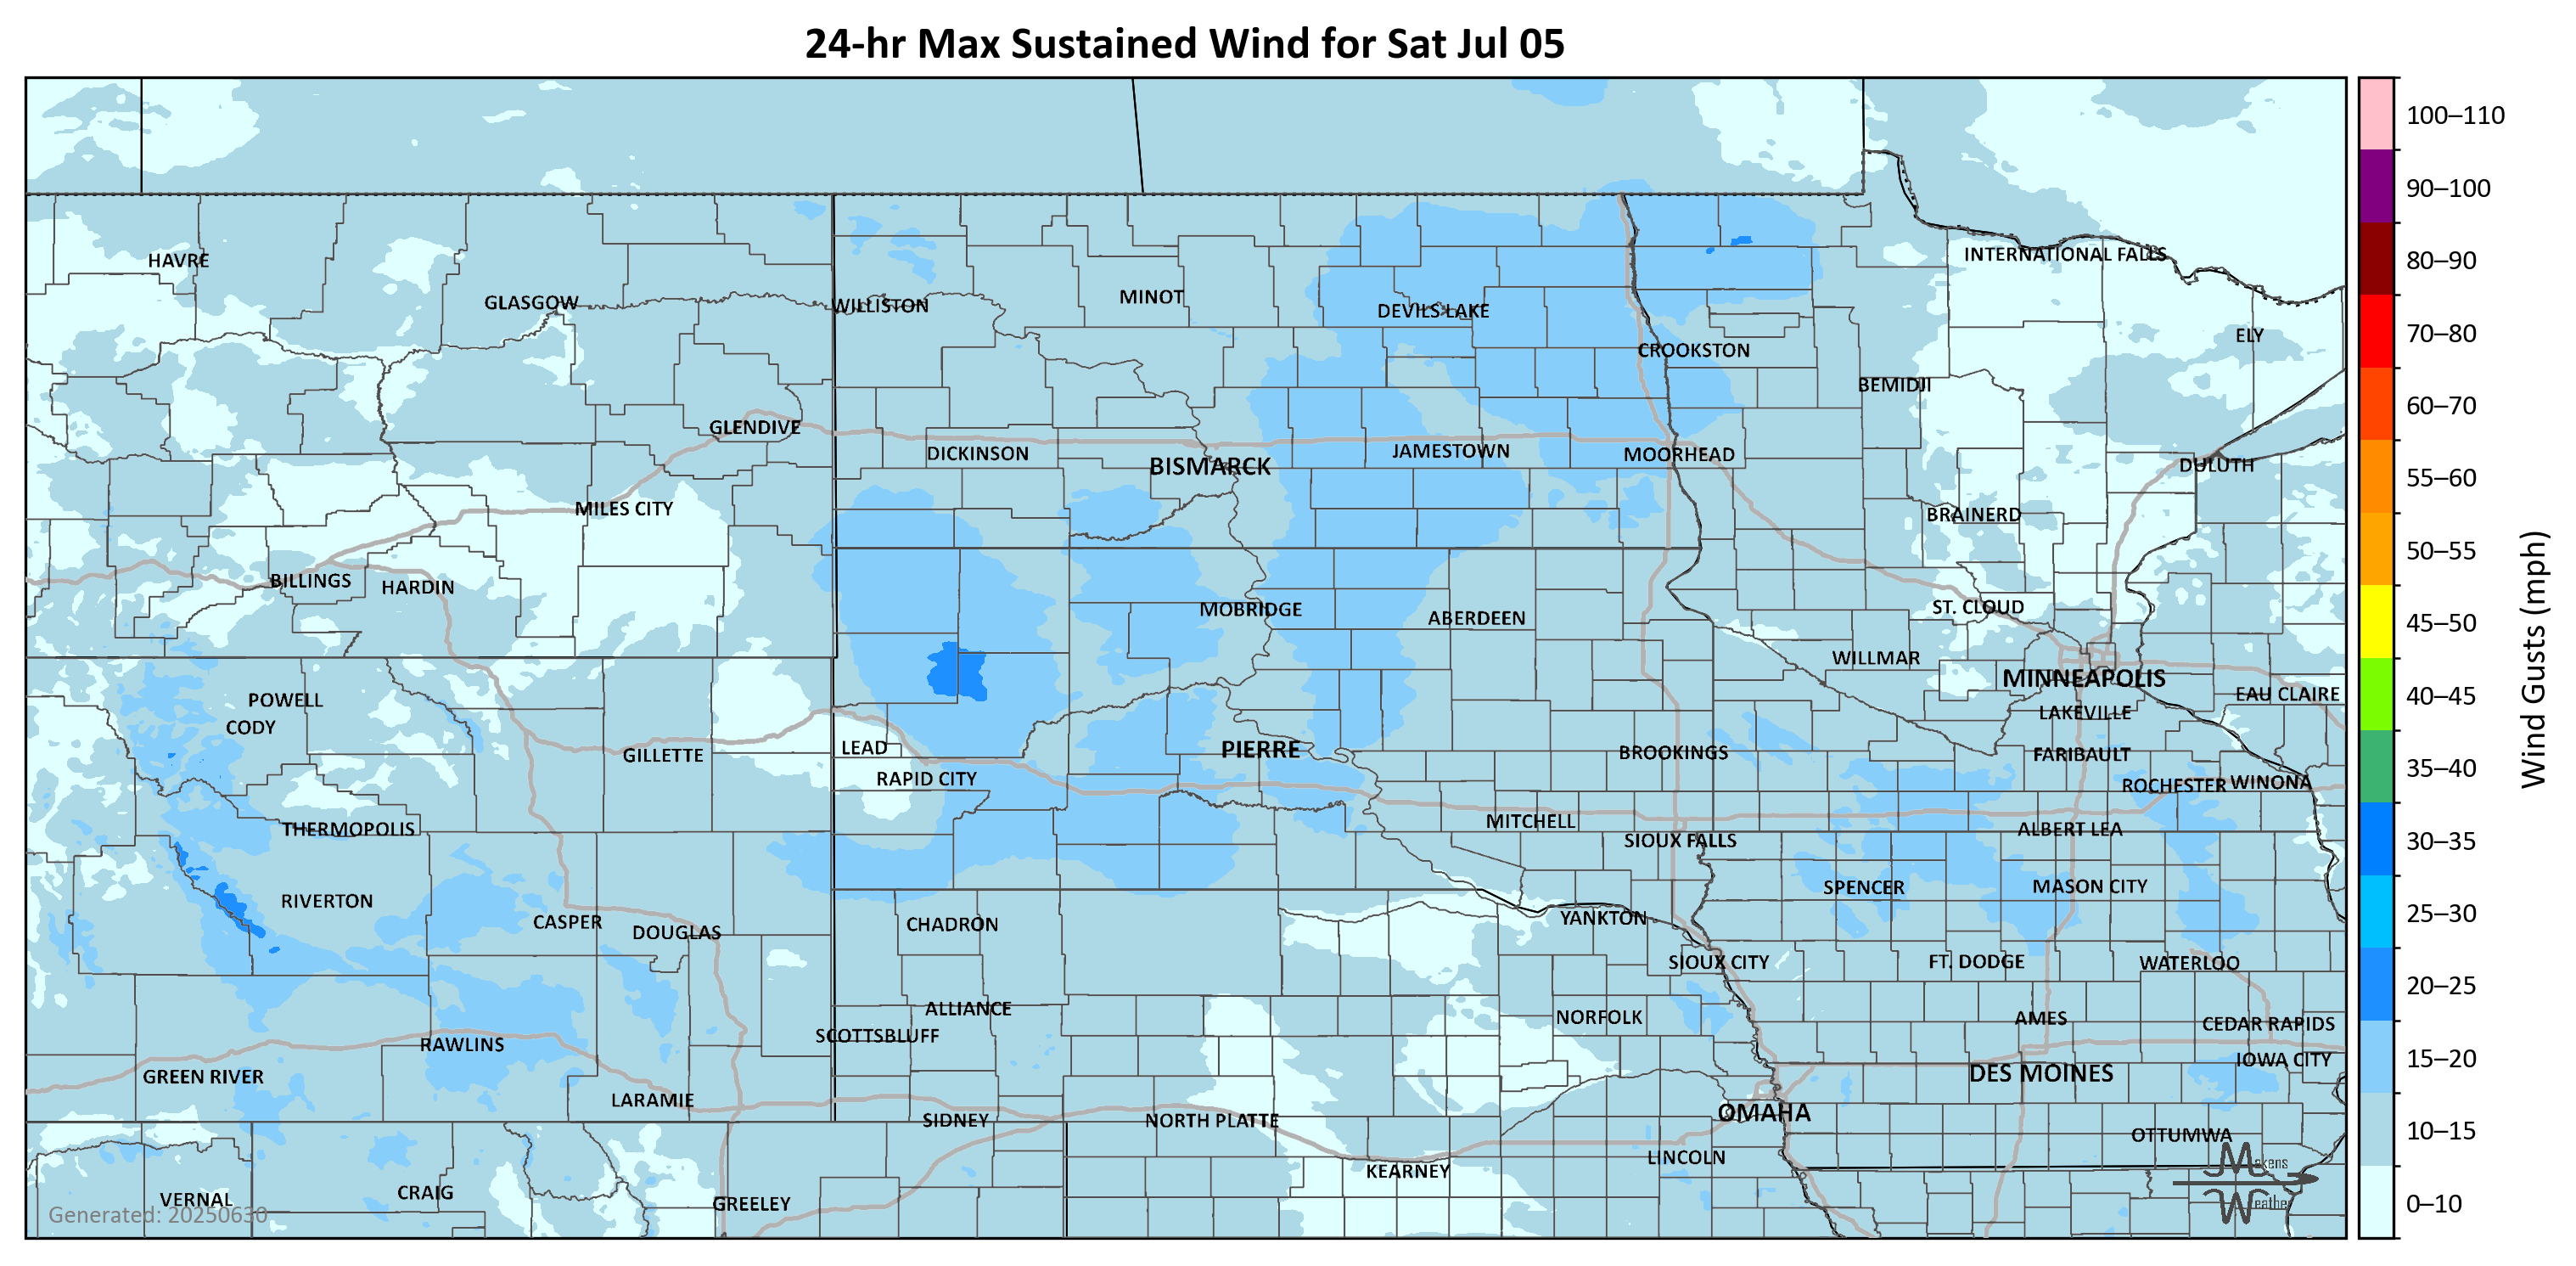 24-hr Max Sustained Wind for Sat Jul 05
100–110
90–100
80–90
70–80
60–70
55–60
50–55
45–50
40–45
35–40
30–35
25–30
20–25
15–20
10–15
0–10
Wind Gusts (mph)
HAVRE
INTERNATIONAL FALLS
GLASGOW
WILLISTON
MINOT
DEVILS LAKE
ELY
CROOKSTON
BEMIDJI
GLENDIVE
DICKINSON
BISMARCK
JAMESTOWN
MOORHEAD
DULUTH
MILES CITY
BRAINERD
BILLINGS
HARDIN
MOBRIDGE
ABERDEEN
ST. CLOUD
WILLMAR
MINNEAPOLIS
EAU CLAIRE
POWELL
CODY
LAKEVILLE
GILLETTE
LEAD
PIERRE
BROOKINGS
FARIBAULT
RAPID CITY
ROCHESTER
WINONA
THERMOPOLIS
MITCHELL
SIOUX FALLS
ALBERT LEA
RIVERTON
SPENCER
MASON CITY
CASPER
DOUGLAS
CHADRON
YANKTON
SIOUX CITY
FT. DODGE
WATERLOO
ALLIANCE
SCOTTSBLUFF
NORFOLK
AMES
CEDAR RAPIDS
RAWLINS
GREEN RIVER
IOWA CITY
DES MOINES
LARAMIE
SIDNEY
NORTH PLATTE
OMAHA
OTTUMWA
KEARNEY
LINCOLN
VERNAL
CRAIG
GREELEY
Generated: 20250630
Makens
Weather